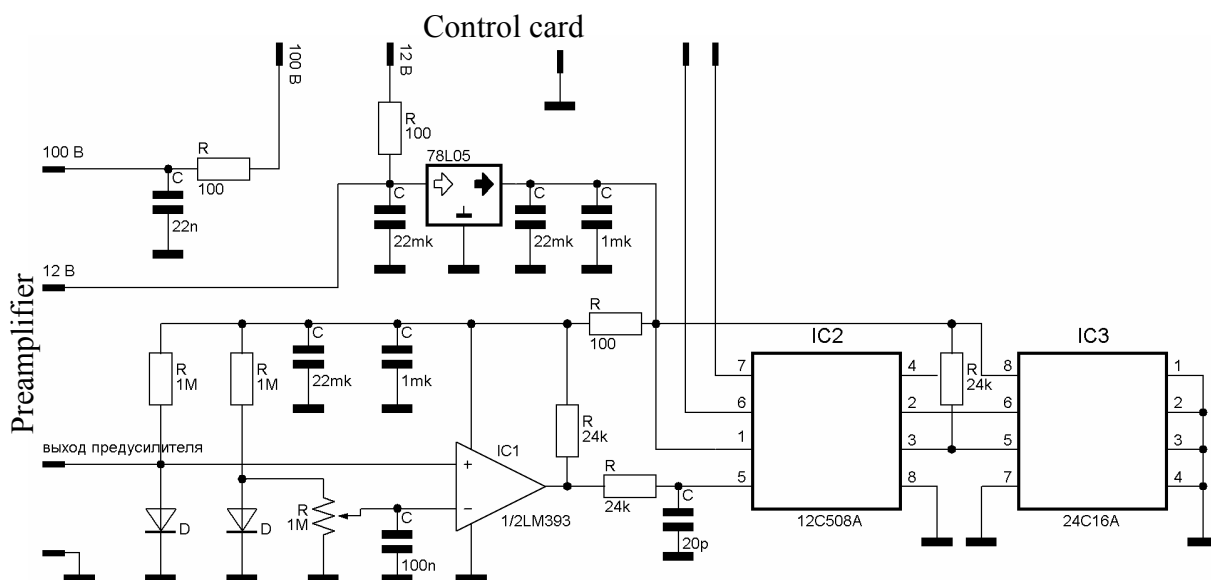 Control card
100 В
12 В
R
100
100 В
R
100
C
22n
78L05
C
22mk
C
22mk
C
1mk
12 В
Preamplifier
R
100
R
1M
R
1M
C
22mk
C
1mk
R
24k
IC2
IC3
7
6
1
5
4
2
3
8
12C508A
R
24k
8
6
5
7
1
2
3
4
24C16A
выход предусилителя
IC1
+
−
1/2LM393
R
24k
C
20p
D
D
R
1M
C
100n